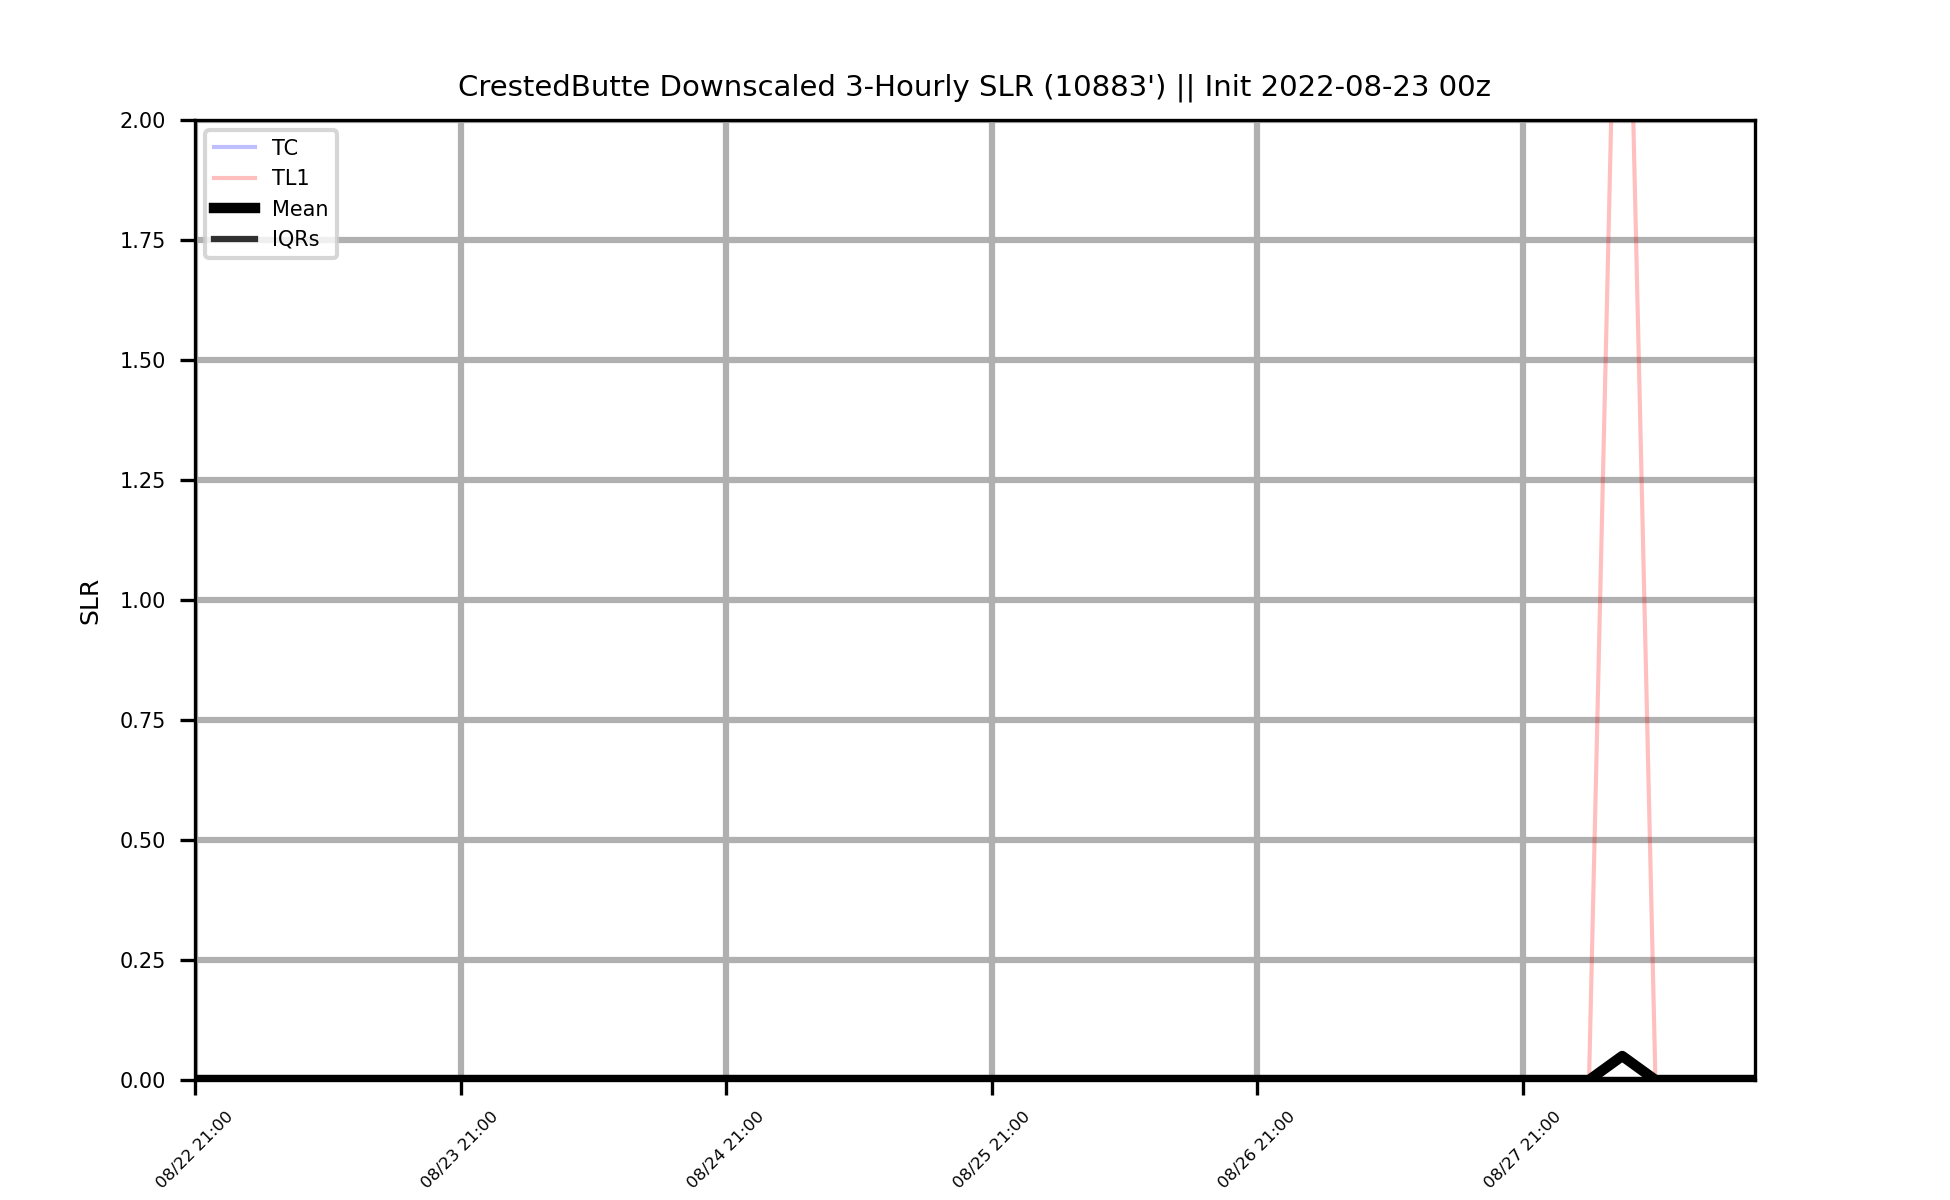 CrestedButte Downscaled 3-Hourly SLR (10883') || Init 2022-08-23 00z
TC
TL1
Mean
IQRs
SLR
2.00
1.75
1.50
1.25
1.00
0.75
0.50
0.25
0.00
08/22 21:00
08/23 21:00
08/24 21:00
08/25 21:00
08/26 21:00
08/27 21:00